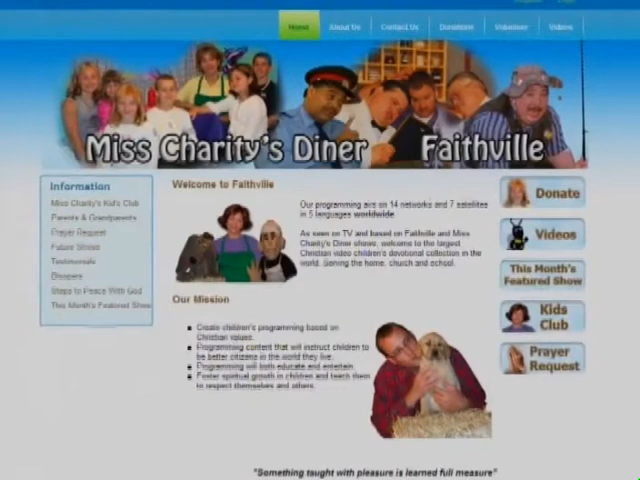 Home About Us Contact Us Donations Volunteer Videos
Miss Charity's Diner Faithville
Information
Miss Charity's Kid's Club
Parents & Grandparents
Prayer Request
Future Shows
Testimonials
Bloopers
Steps to Peace With God
This Month's Featured Show
Welcome to Faithville
Our programming airs on 14 networks and 7 satellites
in 5 languages worldwide.
As seen on TV and based on Faithville and Miss
Charity's Diner shows, welcome to the largest
Christian video children's devotional collection in the
world. Serving the home, church and school.
Our Mission
Create children's programming based on
Christian values.
Programming content that will instruct children to
be better citizens in the world they live.
Programming will both educate and entertain.
Foster spiritual growth in children and teach them
to respect themselves and others.
Donate
Videos
This Month's
Featured Show
Kids
Club
Prayer
Request
"Something taught with pleasure is learned full measure"